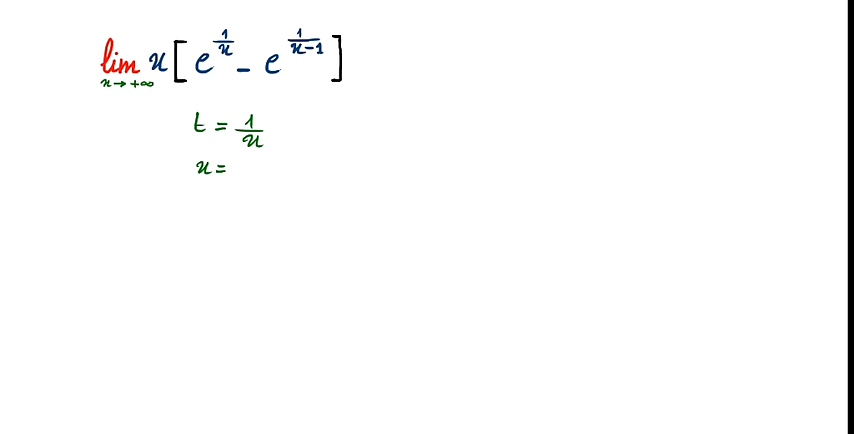 lim x→+∞ x[e^(1/x) - e^(1/(x-1))]
t = 1/x
x =